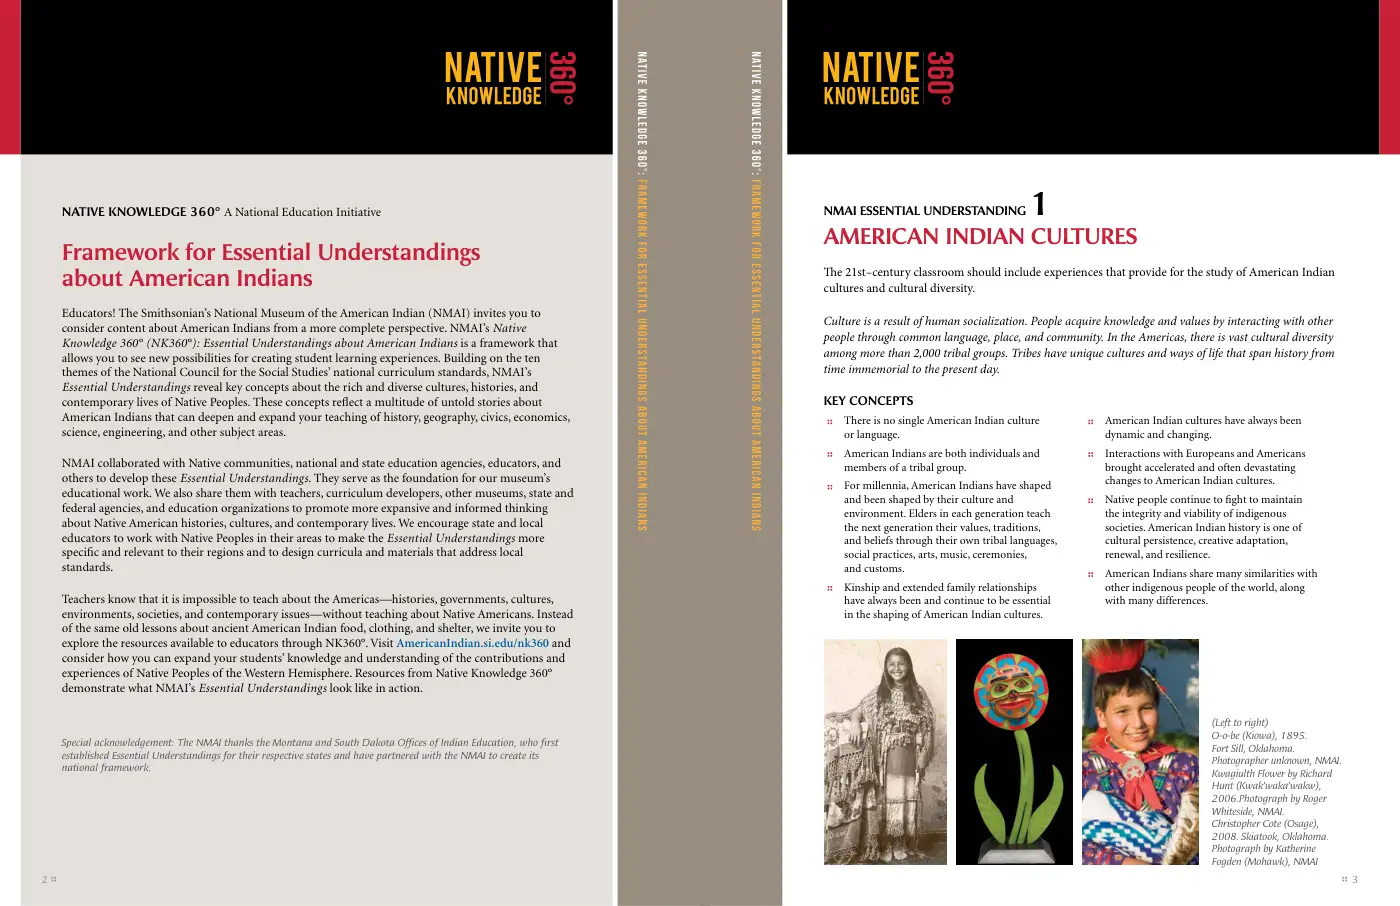 NATIVE
KNOWLEDGE
360°
NATIVE KNOWLEDGE 360° A National Education Initiative
Framework for Essential Understandings
about American Indians
Educators! The Smithsonian's National Museum of the American Indian (NMAI) invites you to
consider content about American Indians from a more complete perspective. NMAI's Native
Knowledge 360° (NK360°): Essential Understandings about American Indians is a framework that
allows you to see new possibilities for creating student learning experiences. Building on the ten
themes of the National Council for the Social Studies' national curriculum standards, NMAI's
Essential Understandings reveal key concepts about the rich and diverse cultures, histories, and
contemporary lives of Native Peoples. These concepts reflect a multitude of untold stories about
American Indians that can deepen and expand your teaching of history, geography, civics, economics,
science, engineering, and other subject areas.
NMAI collaborated with Native communities, national and state education agencies, educators, and
others to develop these Essential Understandings. They serve as the foundation for our museum's
educational work. We also share them with teachers, curriculum developers, other museums, state and
federal agencies, and education organizations to promote more expansive and informed thinking
about Native American histories, cultures, and contemporary lives. We encourage state and local
educators to work with Native Peoples in their areas to make the Essential Understandings more
specific and relevant to their regions and to design curricula and materials that address local
standards.
Teachers know that it is impossible to teach about the Americas—histories, governments, cultures,
environments, societies, and contemporary issues—without teaching about Native Americans. Instead
of the same old lessons about ancient American Indian food, clothing, and shelter, we invite you to
explore the resources available to educators through NK360°. Visit AmericanIndian.si.edu/nk360 and
consider how you can expand your students' knowledge and understanding of the contributions and
experiences of Native Peoples of the Western Hemisphere. Resources from Native Knowledge 360°
demonstrate what NMAI's Essential Understandings look like in action.
Special acknowledgement: The NMAI thanks the Montana and South Dakota Offices of Indian Education, who first
established Essential Understandings for their respective states and have partnered with the NMAI to create its
national framework.
2
NATIVE KNOWLEDGE 360°: FRAMEWORK FOR ESSENTIAL UNDERSTANDINGS ABOUT AMERICAN INDIANS
NATIVE KNOWLEDGE 360°: FRAMEWORK FOR ESSENTIAL UNDERSTANDINGS ABOUT AMERICAN INDIANS
NATIVE
KNOWLEDGE
360°
NMAI ESSENTIAL UNDERSTANDING 1
AMERICAN INDIAN CULTURES
The 21st–century classroom should include experiences that provide for the study of American Indian
cultures and cultural diversity.
Culture is a result of human socialization. People acquire knowledge and values by interacting with other
people through common language, place, and community. In the Americas, there is vast cultural diversity
among more than 2,000 tribal groups. Tribes have unique cultures and ways of life that span history from
time immemorial to the present day.
KEY CONCEPTS
There is no single American Indian culture
or language.
American Indians are both individuals and
members of a tribal group.
For millennia, American Indians have shaped
and been shaped by their culture and
environment. Elders in each generation teach
the next generation their values, traditions,
and beliefs through their own tribal languages,
social practices, arts, music, ceremonies,
and customs.
Kinship and extended family relationships
have always been and continue to be essential
in the shaping of American Indian cultures.
American Indian cultures have always been
dynamic and changing.
Interactions with Europeans and Americans
brought accelerated and often devastating
changes to American Indian cultures.
Native people continue to fight to maintain
the integrity and viability of indigenous
societies. American Indian history is one of
cultural persistence, creative adaptation,
renewal, and resilience.
American Indians share many similarities with
other indigenous people of the world, along
with many differences.
(Left to right)
O-o-be (Kiowa), 1895.
Fort Sill, Oklahoma.
Photographer unknown, NMAI.
Kwagiulth Flower by Richard
Hunt (Kwak'waka'wakw),
2006.Photograph by Roger
Whiteside, NMAI.
Christopher Cote (Osage),
2008. Skiatook, Oklahoma.
Photograph by Katherine
Fogden (Mohawk), NMAI
3